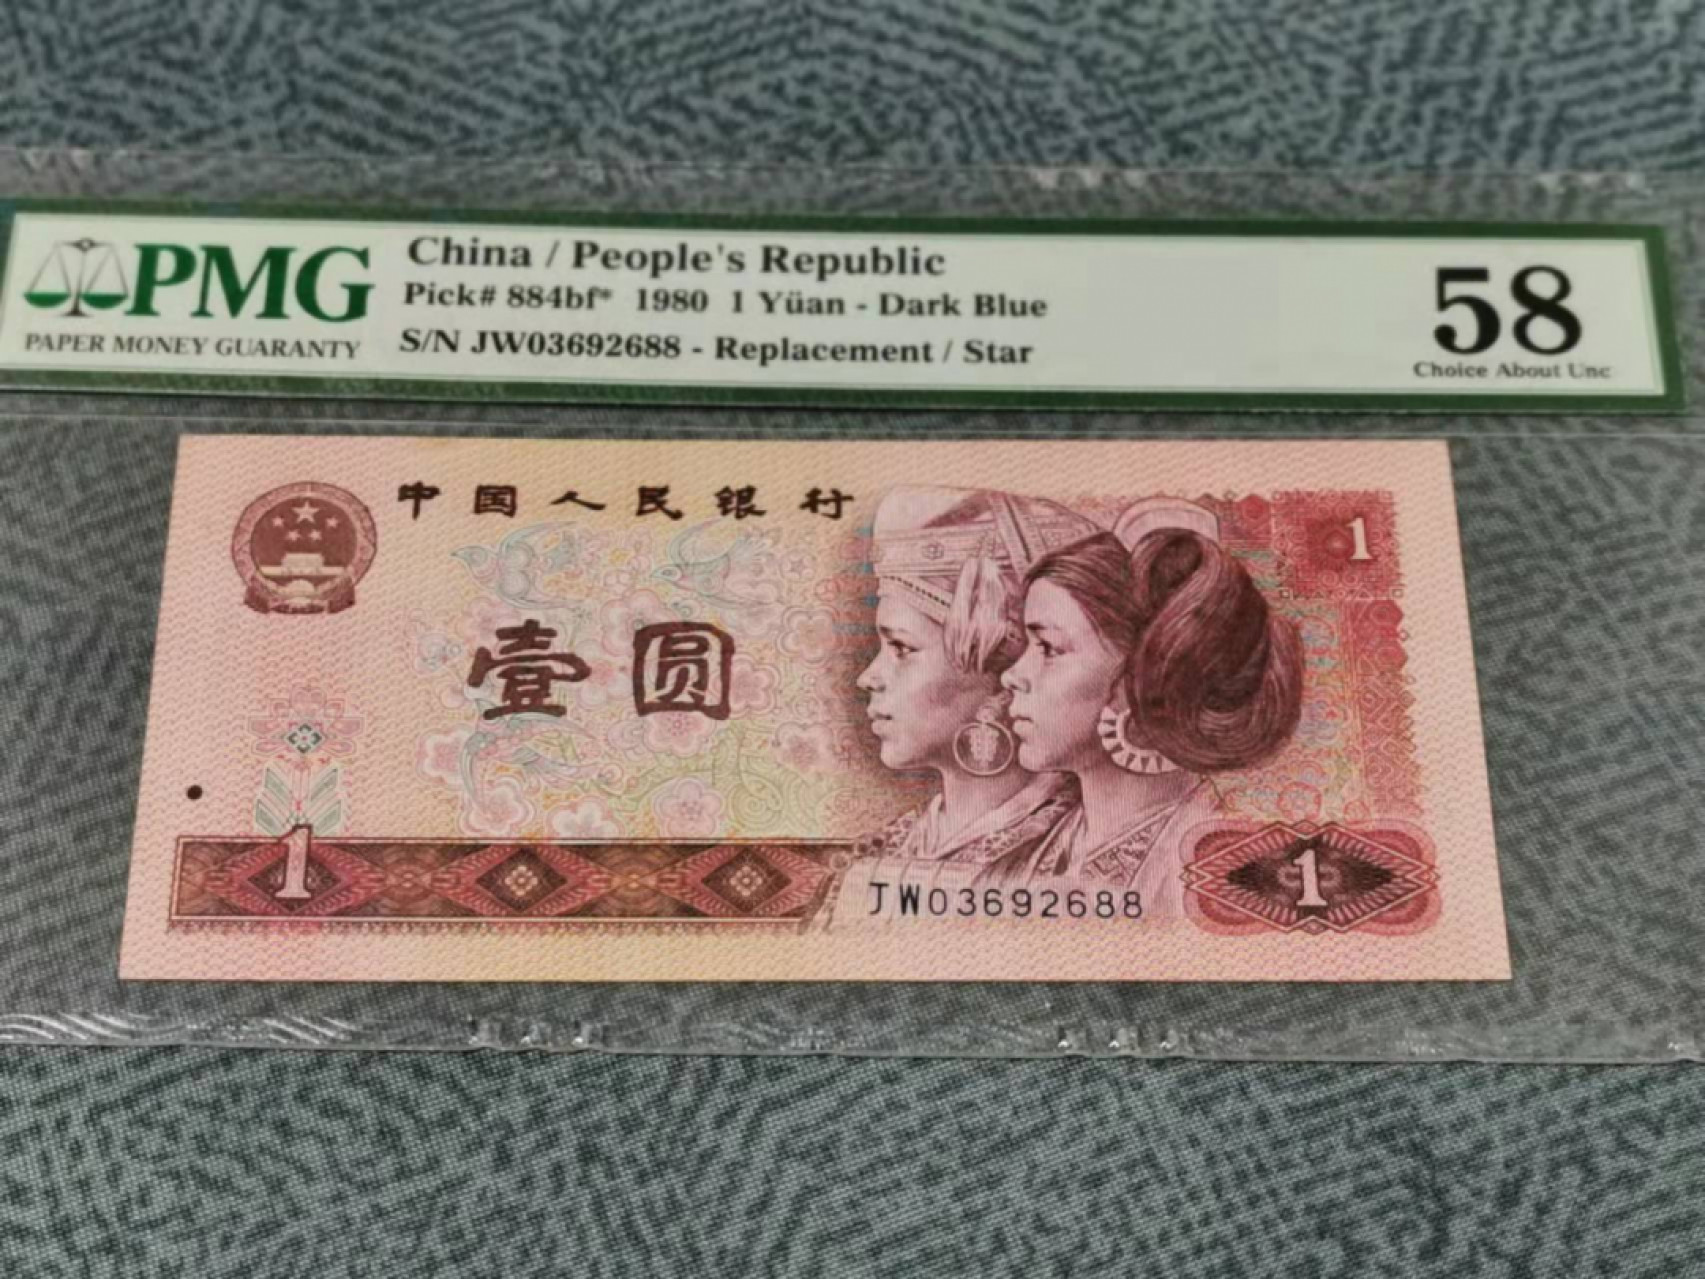 PMG
PAPER MONEY GUARANTY
China / People's Republic
Pick# 884bf* 1980 1 Yüan - Dark Blue
S/N JW03692688 - Replacement / Star
58
Choice About Unc
中国人民银行
1
壹圆
1
JW03692688
1